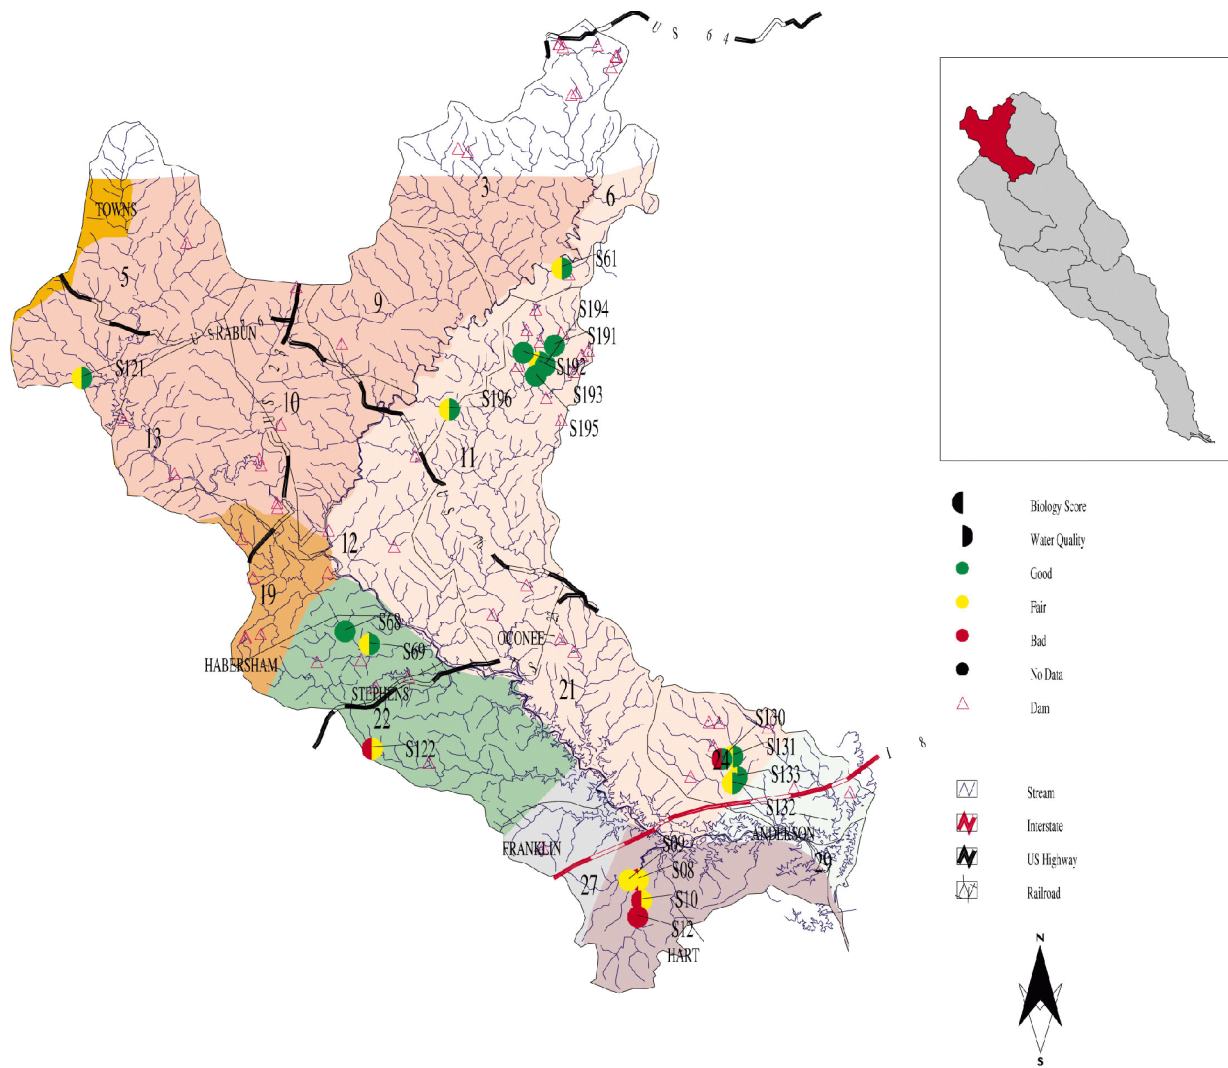 U S 6 4
3
6
TOWNS
S61
5
9
S194
U S
RABUN
S191
S121
S192
S193
S196
10
S195
13
11
U S
12
19
S68
OCONEE
S69
HABERSHAM
STEPHENS
21
22
S130
S122
S131
24
I 8
S133
S132
ANDERSON
S09
FRANKLIN
S08
29
27
S10
S12
HART
Biology Score
Water Quality
Good
Fair
Bad
No Data
Dam
Stream
Interstate
US Highway
Railroad
N
S